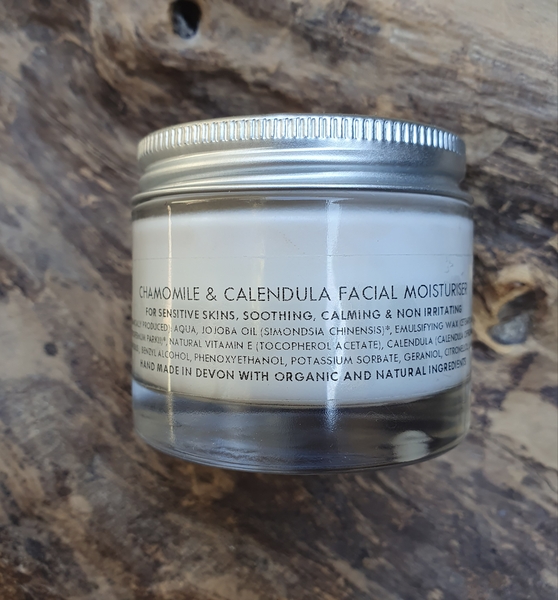 CHAMOMILE & CALENDULA FACIAL MOISTURISER
FOR SENSITIVE SKINS, SOOTHING, CALMING & NON IRRITATING
PRODUCED): AQUA, JOJOBA OIL (SIMONDSIA CHINENSIS)*, EMULSIFYING WAX
PARKII)*, NATURAL VITAMIN E (TOCOPHEROL ACETATE), CALENDULA
BENZYL ALCOHOL, PHENOXYETHANOL, POTASSIUM SORBATE, GERANIOL,
HAND MADE IN DEVON WITH ORGANIC AND NATURAL INGREDIENTS